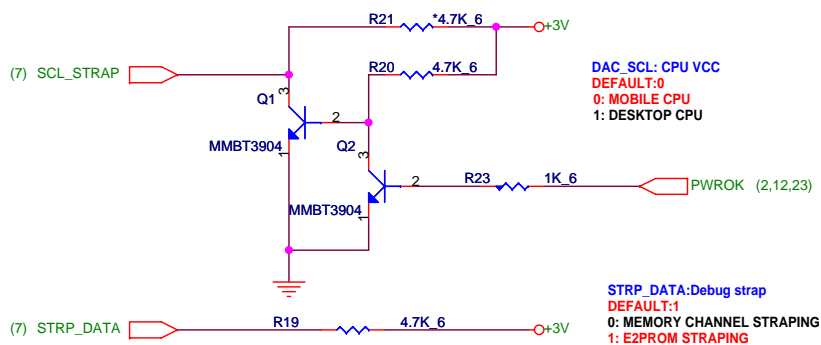 R21 *4.7K_6
+3V
(7) SCL_STRAP
R20 4.7K_6
DAC_SCL: CPU VCC
DEFAULT:0
0: MOBILE CPU
1: DESKTOP CPU
Q1
3
2
1
MMBT3904
Q2
3
2
1
MMBT3904
R23 1K_6
PWROK (2,12,23)
STRP_DATA:Debug strap
DEFAULT:1
0: MEMORY CHANNEL STRAPING
1: E2PROM STRAPING
(7) STRP_DATA
R19 4.7K_6
+3V